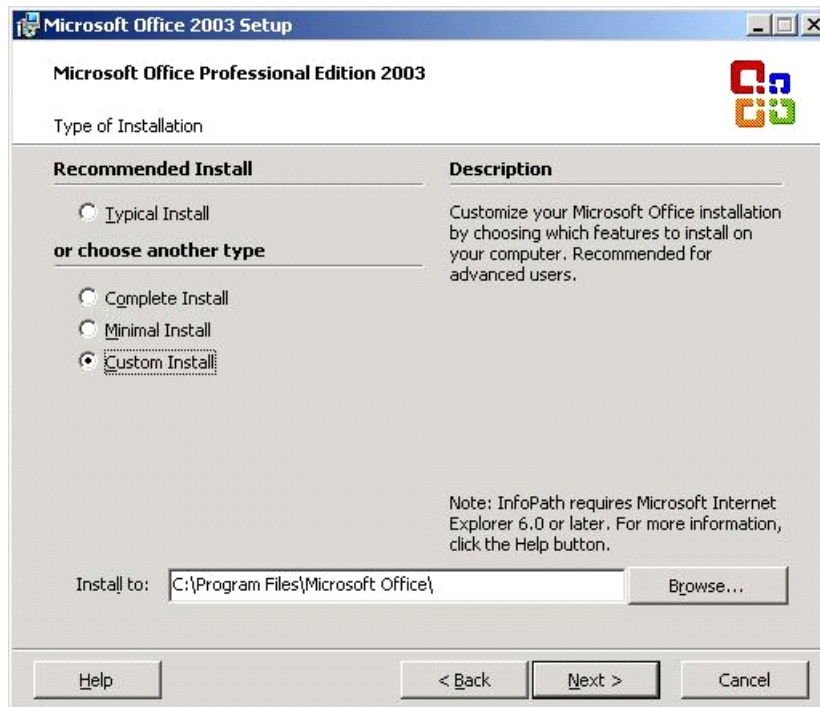 Microsoft Office 2003 Setup
Microsoft Office Professional Edition 2003
Type of Installation
Recommended Install
Typical Install
or choose another type
Complete Install
Minimal Install
Custom Install
Description
Customize your Microsoft Office installation
by choosing which features to install on
your computer. Recommended for
advanced users.
Note: InfoPath requires Microsoft Internet
Explorer 6.0 or later. For more information,
click the Help button.
Install to: C:\Program Files\Microsoft Office\ Browse...
Help < Back Next > Cancel